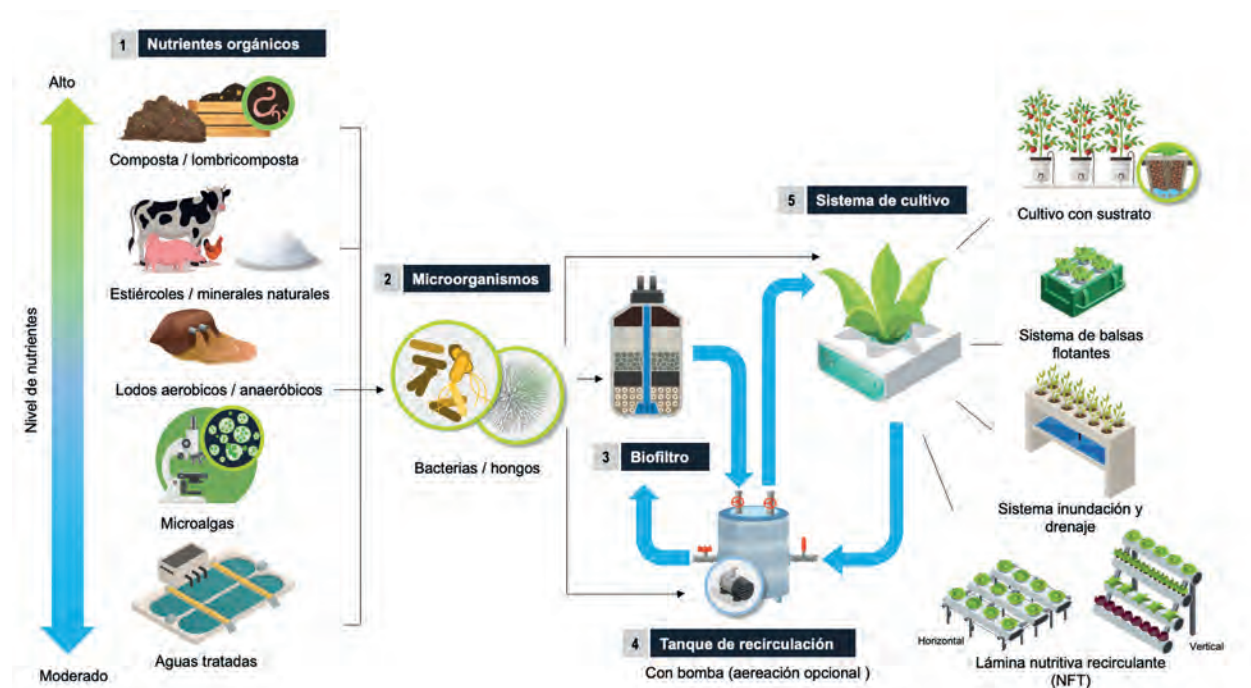 1 Nutrientes orgánicos
Alto
Composta / lombricomposta
Estiércoles / minerales naturales
Lodos aerobicos / anaeróbicos
Microalgas
Aguas tratadas
Nivel de nutrientes
Moderado
2 Microorganismos
Bacterias / hongos
3 Biofiltro
4 Tanque de recirculación
Con bomba (aereación opcional )
5 Sistema de cultivo
Cultivo con sustrato
Sistema de balsas
flotantes
Sistema inundación y
drenaje
Horizontal
Vertical
Lámina nutritiva recirculante
(NFT)